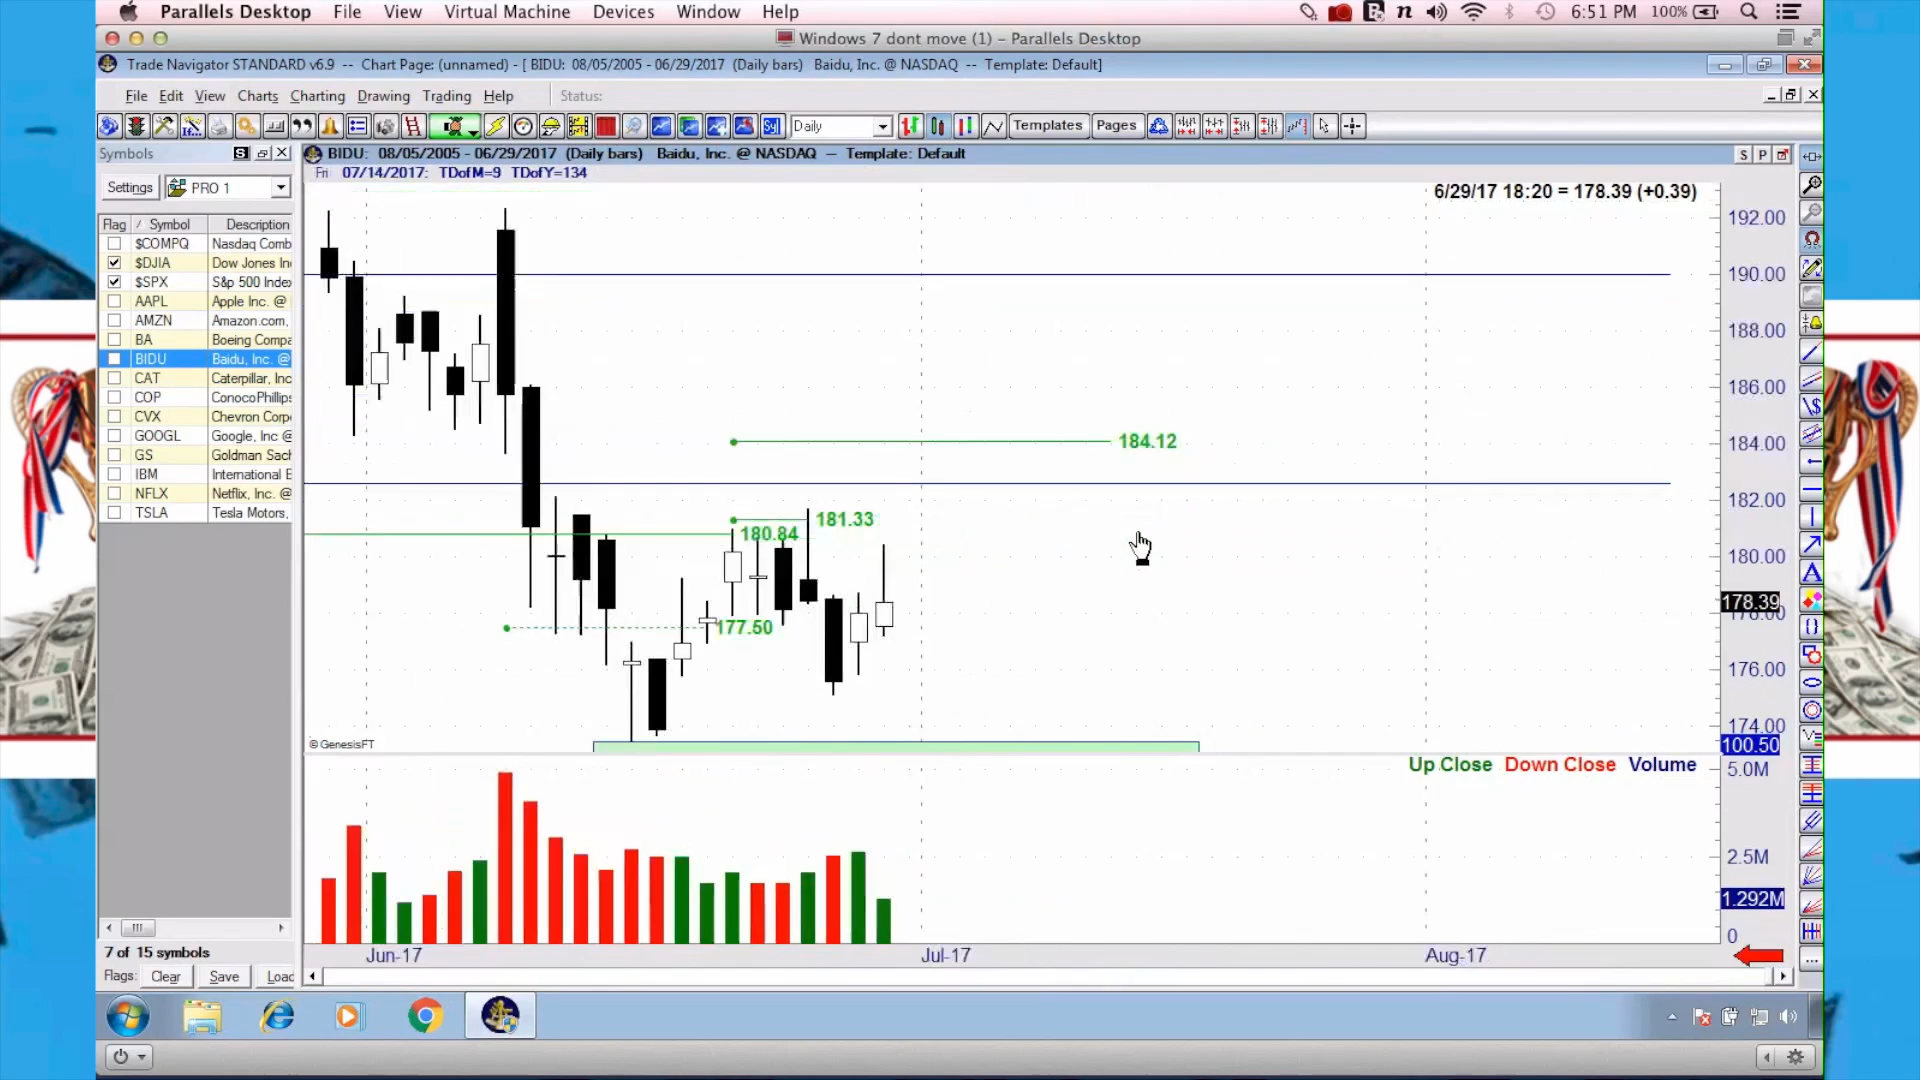 Parallels Desktop File View Virtual Machine Devices Window Help 6:51 PM 100%
Windows 7 dont move (1) – Parallels Desktop
Trade Navigator STANDARD v6.9 -- Chart Page: (unnamed) - [ BIDU: 08/05/2005 - 06/29/2017 (Daily bars) Baidu, Inc. @ NASDAQ -- Template: Default]
File Edit View Charts Charting Drawing Trading Help Status:
Daily Templates Pages
Symbols
BIDU: 08/05/2005 - 06/29/2017 (Daily bars) Baidu, Inc. @ NASDAQ – Template: Default
S P
Fri 07/14/2017: TDofM=9 TDofY=134
Settings PRO 1
6/29/17 18:20 = 178.39 (+0.39)
Flag Symbol Description
$COMPQ Nasdaq Comb
$DJIA Dow Jones In
$SPX S&p 500 Index
AAPL Apple Inc. @
AMZN Amazon.com,
BA Boeing Compa
BIDU Baidu, Inc. @
CAT Caterpillar, Inc
COP ConocoPhillips
CVX Chevron Corp
GOOGL Google, Inc @
GS Goldman Sach
IBM International B
NFLX Netflix, Inc. @
TSLA Tesla Motors,
192.00
190.00
188.00
186.00
184.00
182.00
180.00
178.39
178.00
176.00
174.00
100.50
184.12
181.33
180.84
177.50
© GenesisFT
Up Close Down Close Volume
5.0M
2.5M
1.292M
0
Jun-17 Jul-17 Aug-17
7 of 15 symbols
Flags: Clear Save Load